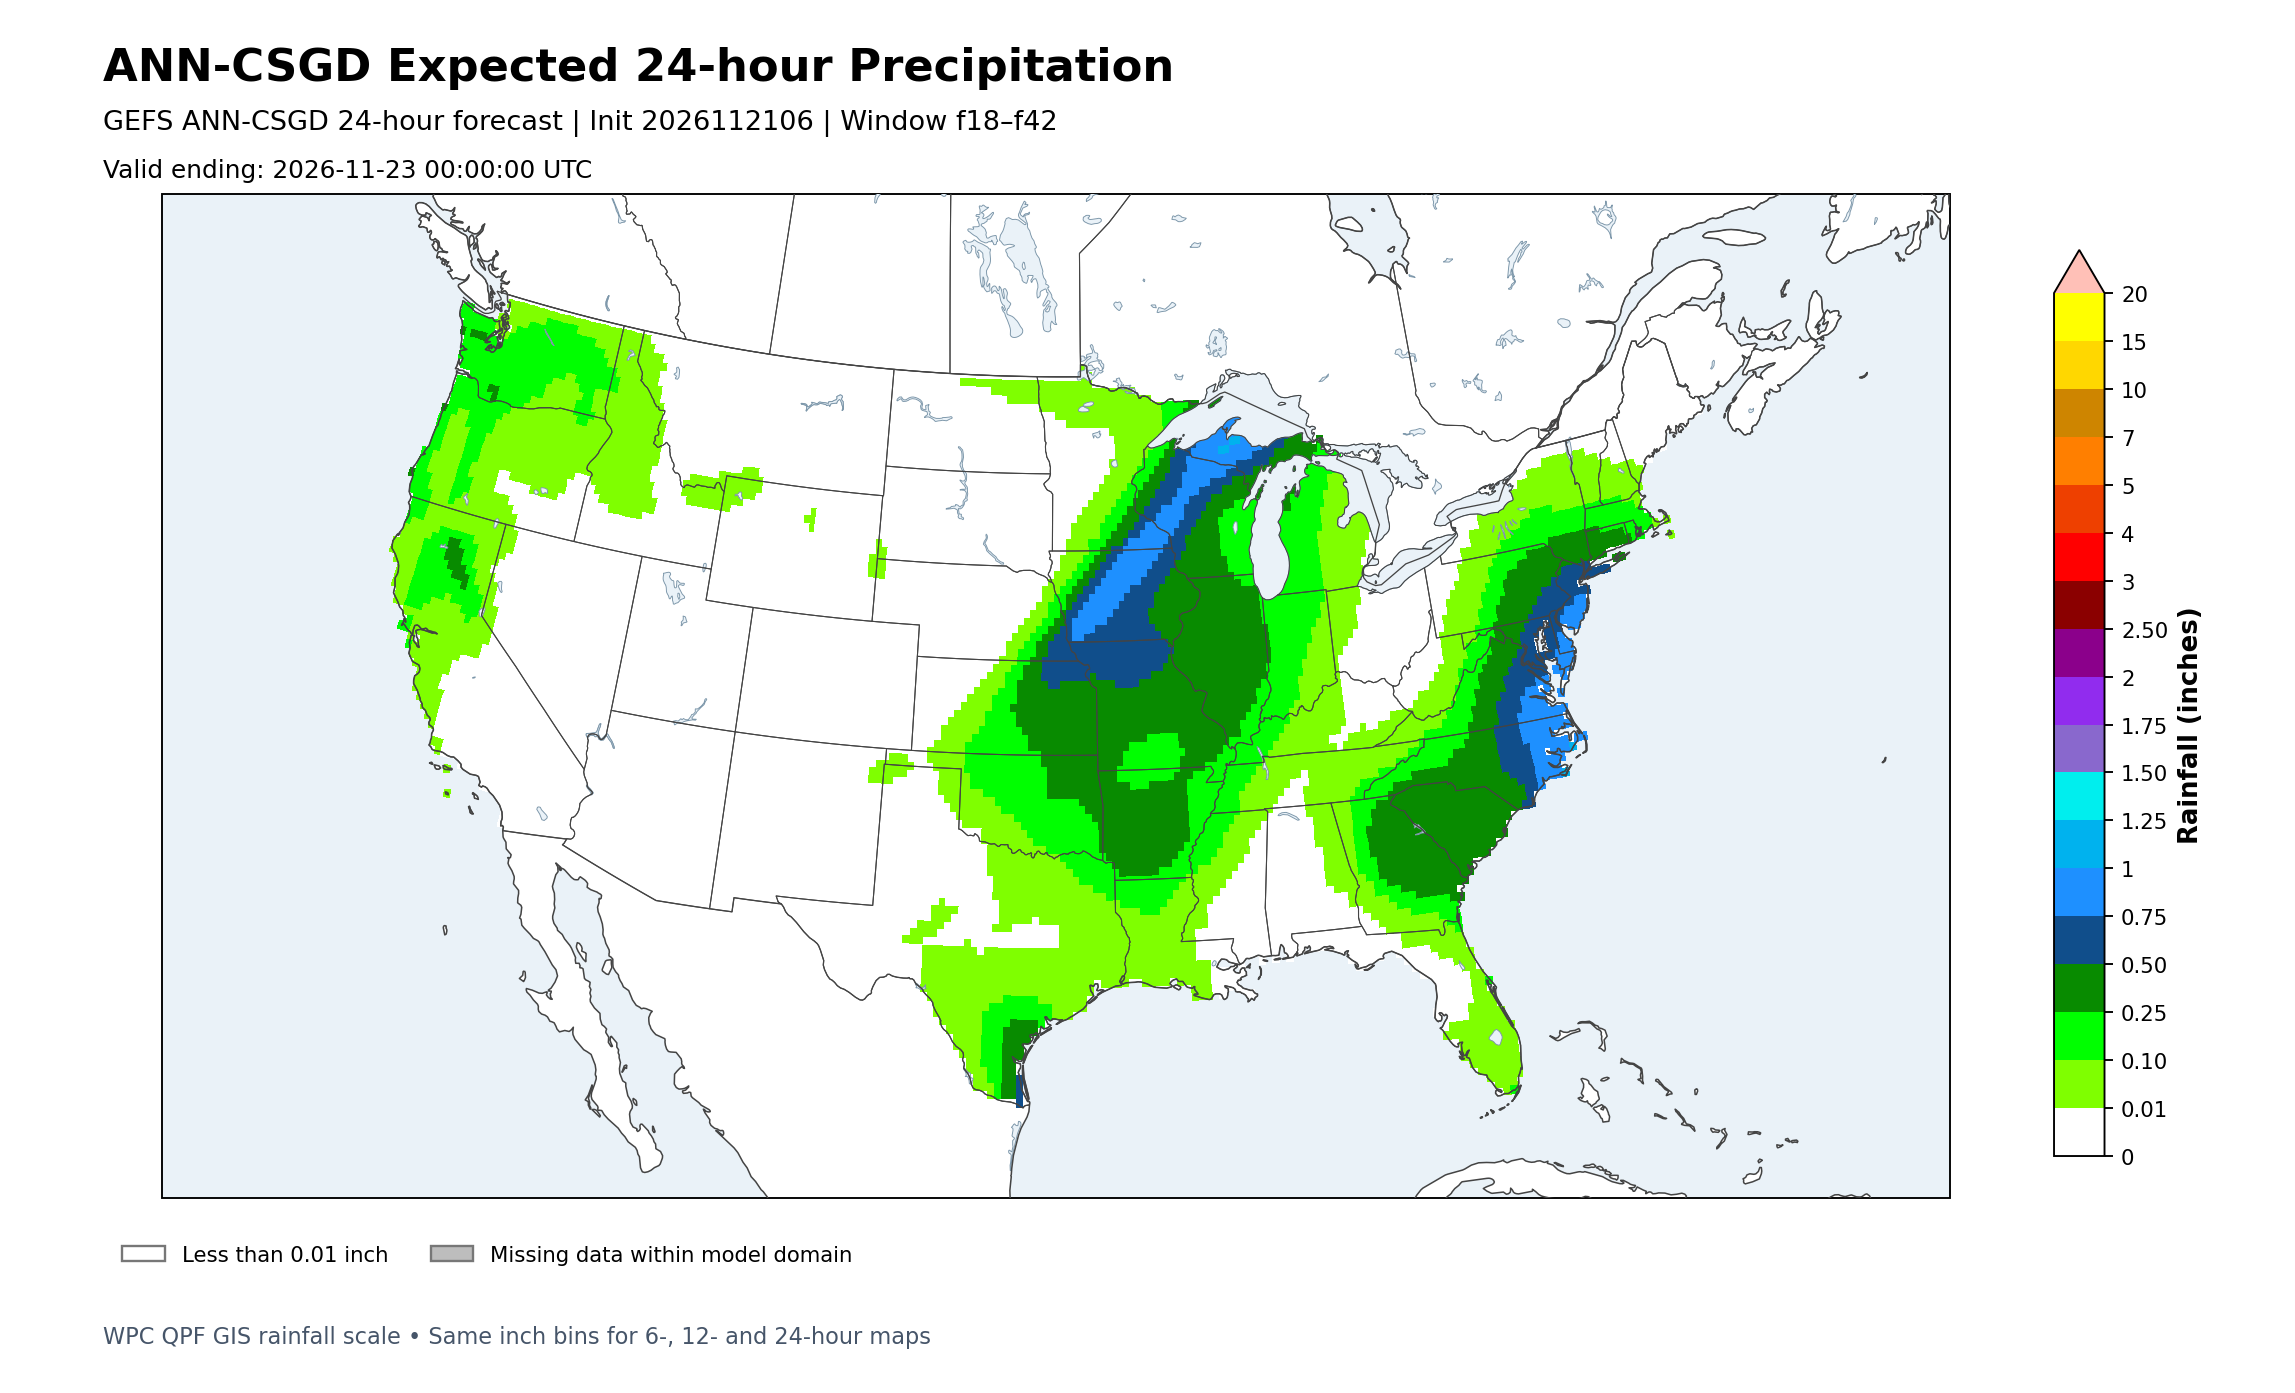 ANN-CSGD Expected 24-hour Precipitation
GEFS ANN-CSGD 24-hour forecast | Init 2026112106 | Window f18–f42
Valid ending: 2026-11-23 00:00:00 UTC
20
15
10
7
5
4
3
2.50
2
1.75
1.50
1.25
1
0.75
0.50
0.25
0.10
0.01
0
Rainfall (inches)
Less than 0.01 inch
Missing data within model domain
WPC QPF GIS rainfall scale • Same inch bins for 6-, 12- and 24-hour maps